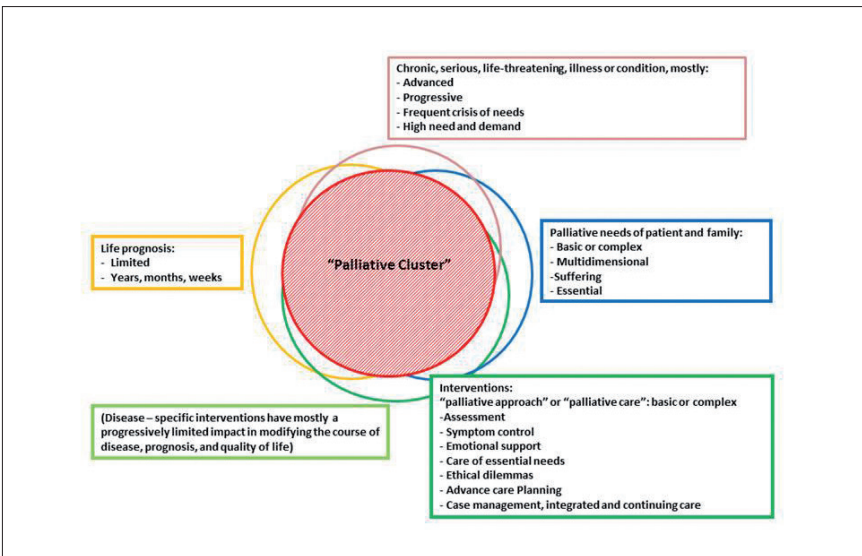 Chronic, serious, life-threatening, illness or condition, mostly:
- Advanced
- Progressive
- Frequent crisis of needs
- High need and demand
Life prognosis:
- Limited
- Years, months, weeks
“Palliative Cluster”
Palliative needs of patient and family:
- Basic or complex
- Multidimensional
-Suffering
- Essential
(Disease – specific interventions have mostly a
progressively limited impact in modifying the course of
disease, prognosis, and quality of life)
Interventions:
“palliative approach” or “palliative care”: basic or complex
-Assessment
- Symptom control
- Emotional support
- Care of essential needs
- Ethical dilemmas
- Advance care Planning
- Case management, integrated and continuing care